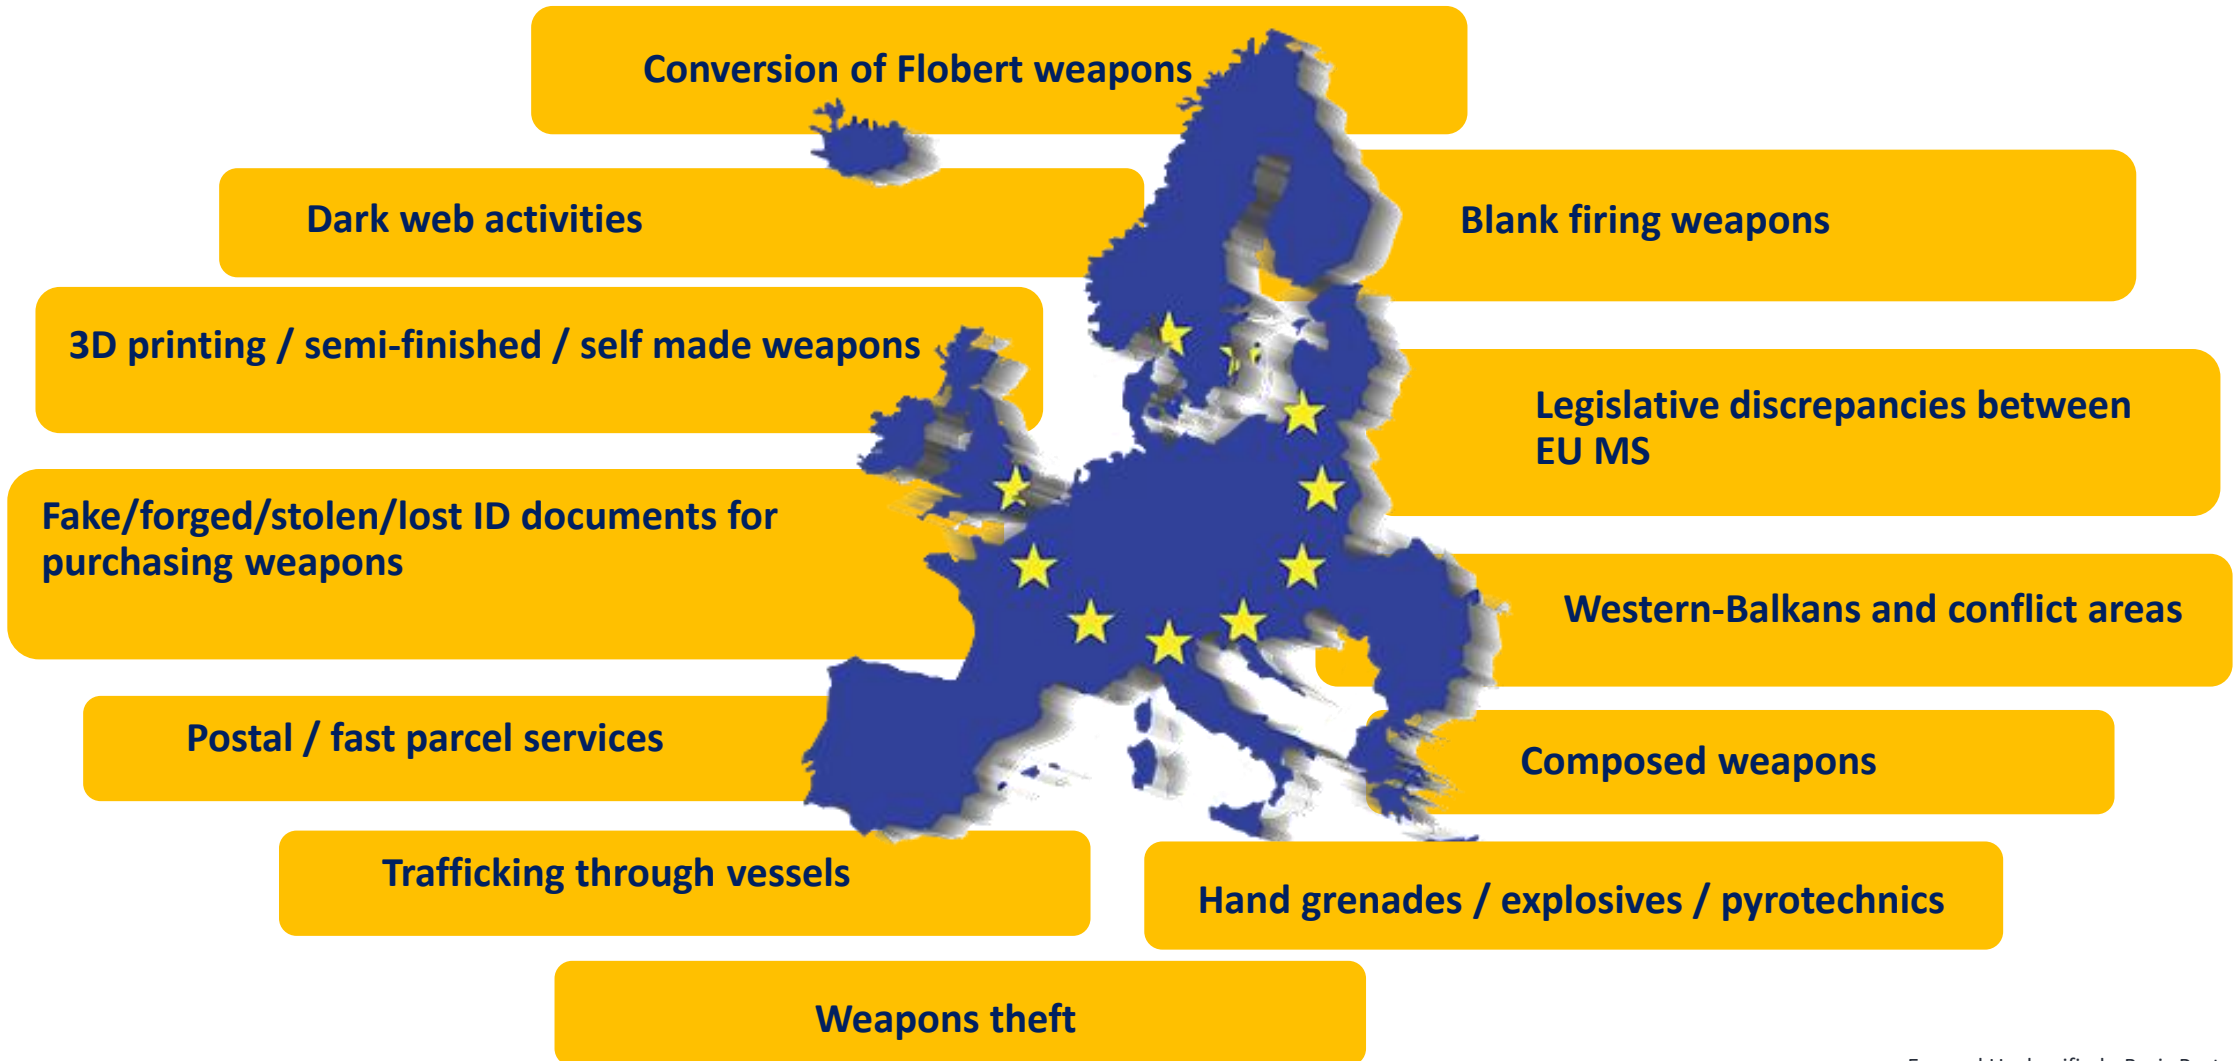 Conversion of Flobert weapons
Dark web activities
Blank firing weapons
3D printing / semi-finished / self made weapons
Legislative discrepancies between
EU MS
Fake/forged/stolen/lost ID documents for
purchasing weapons
Western-Balkans and conflict areas
Postal / fast parcel services
Composed weapons
Trafficking through vessels
Hand grenades / explosives / pyrotechnics
Weapons theft